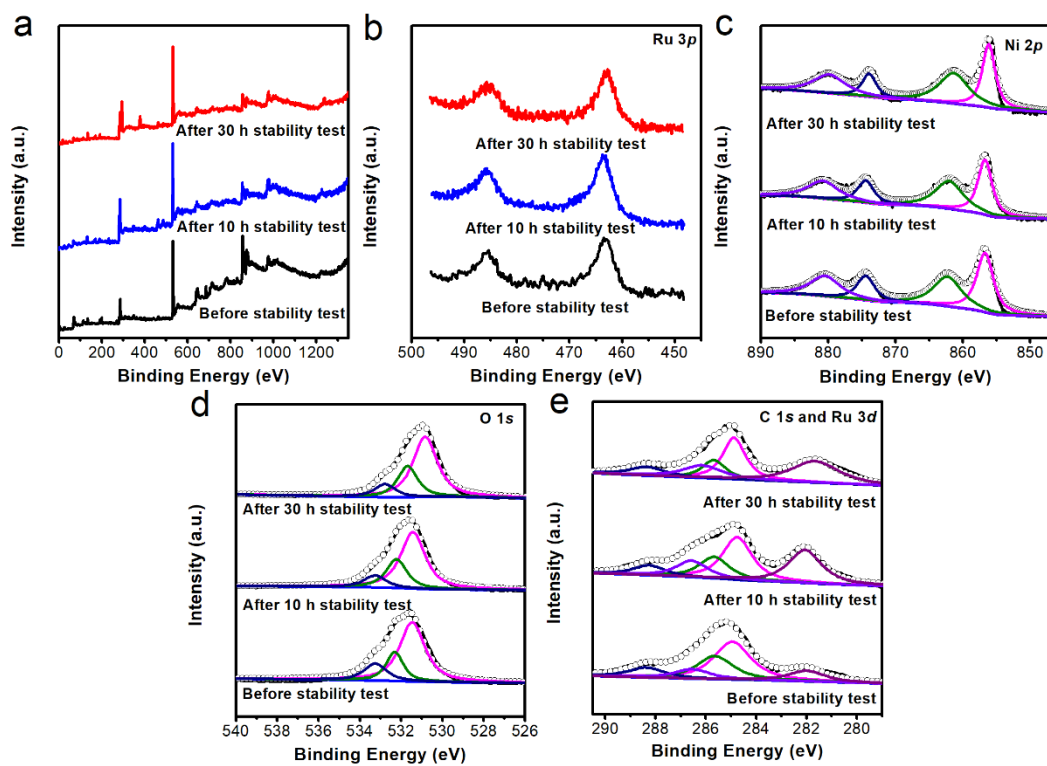 a
After 30 h stability test
After 10 h stability test
Before stability test
0 200 400 600 800 1000 1200
Binding Energy (eV)
Intensity (a.u.)
b
Ru 3p
After 30 h stability test
After 10 h stability test
Before stability test
500 490 480 470 460 450
Binding Energy (eV)
Intensity (a.u.)
c
Ni 2p
After 30 h stability test
After 10 h stability test
Before stability test
890 880 870 860 850
Binding Energy (eV)
Intensity (a.u.)
d
O 1s
After 30 h stability test
After 10 h stability test
Before stability test
540 538 536 534 532 530 528 526
Binding Energy (eV)
Intensity (a.u.)
e
C 1s and Ru 3d
After 30 h stability test
After 10 h stability test
Before stability test
290 288 286 284 282 280
Binding Energy (eV)
Intensity (a.u.)